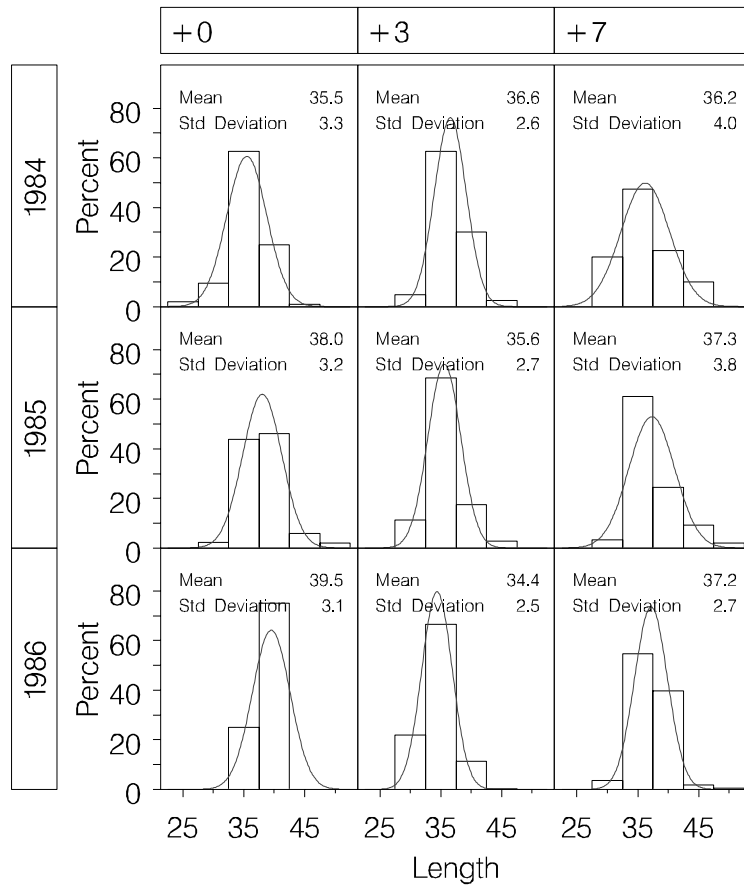 +0 +3 +7
1984
Percent
80
60
40
20
0
Mean 35.5
Std Deviation 3.3
Mean 36.6
Std Deviation 2.6
Mean 36.2
Std Deviation 4.0
1985
Percent
80
60
40
20
0
Mean 38.0
Std Deviation 3.2
Mean 35.6
Std Deviation 2.7
Mean 37.3
Std Deviation 3.8
1986
Percent
80
60
40
20
0
Mean 39.5
Std Deviation 3.1
Mean 34.4
Std Deviation 2.5
Mean 37.2
Std Deviation 2.7
25 35 45 25 35 45 25 35 45
Length